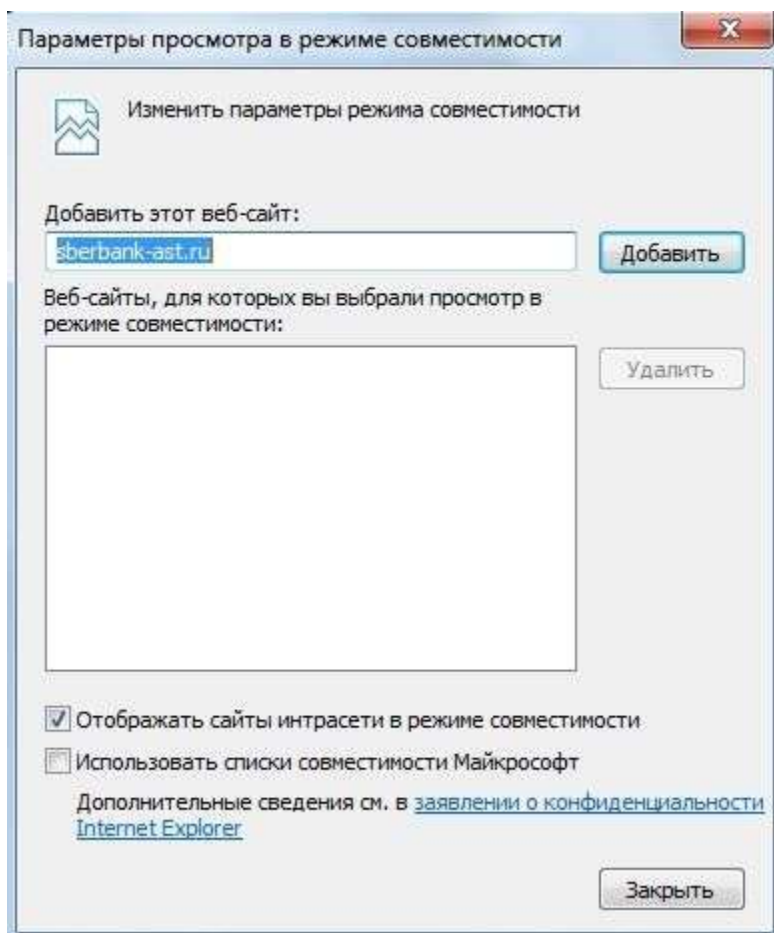 Параметры просмотра в режиме совместимости
Изменить параметры режима совместимости
Добавить этот веб-сайт:
sberbank-ast.ru
Добавить
Веб-сайты, для которых вы выбрали просмотр в
режиме совместимости:
Удалить
Отображать сайты интрасети в режиме совместимости
Использовать списки совместимости Майкрософт
Дополнительные сведения см. в заявлении о конфиденциальности
Internet Explorer
Закрыть